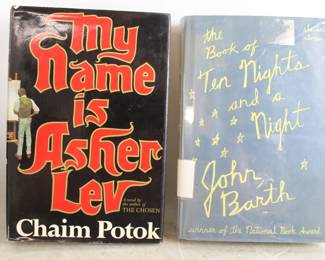 My
Name
is
Asher
Lev
A novel by
the author of
THE CHOSEN
Chaim Potok
the
Book of
Ten Nights
and a
Night
John
Barth
winner of the National Book Award